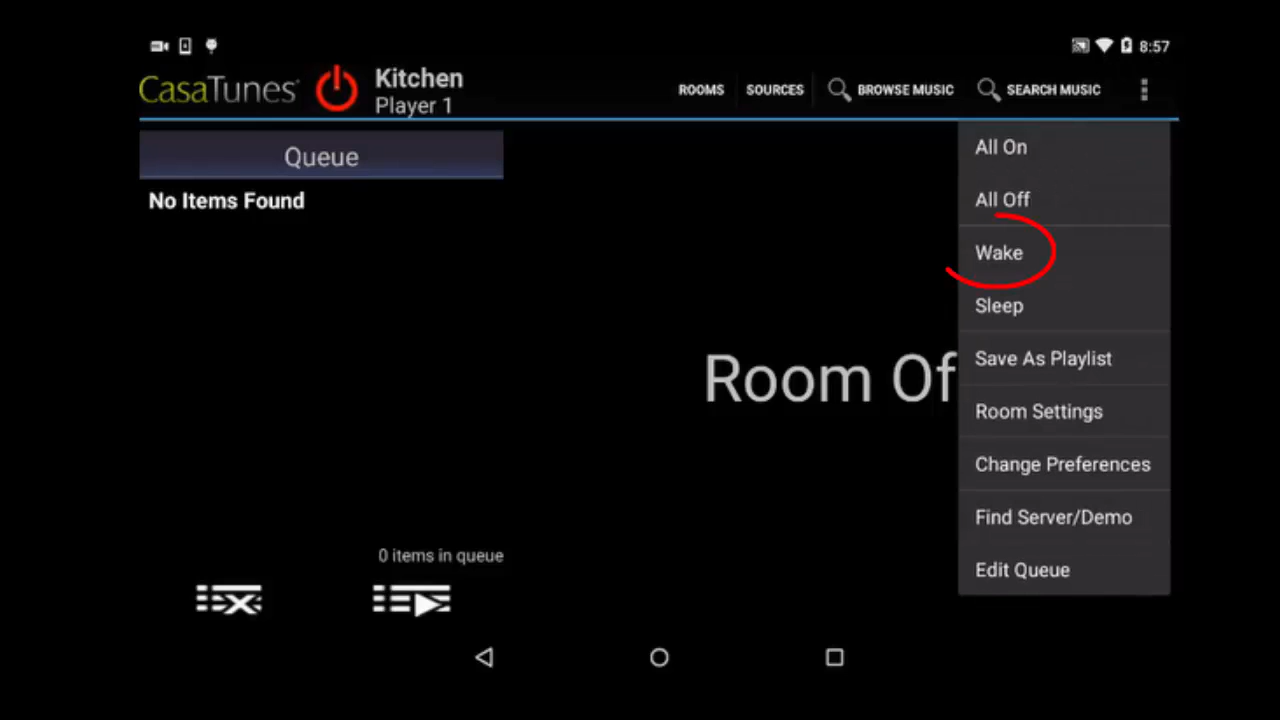 8:57
CasaTunes
Kitchen
Player 1
ROOMS
SOURCES
BROWSE MUSIC
SEARCH MUSIC
Queue
No Items Found
All On
All Off
Wake
Sleep
Save As Playlist
Room Settings
Change Preferences
Find Server/Demo
Edit Queue
Room Of
0 items in queue